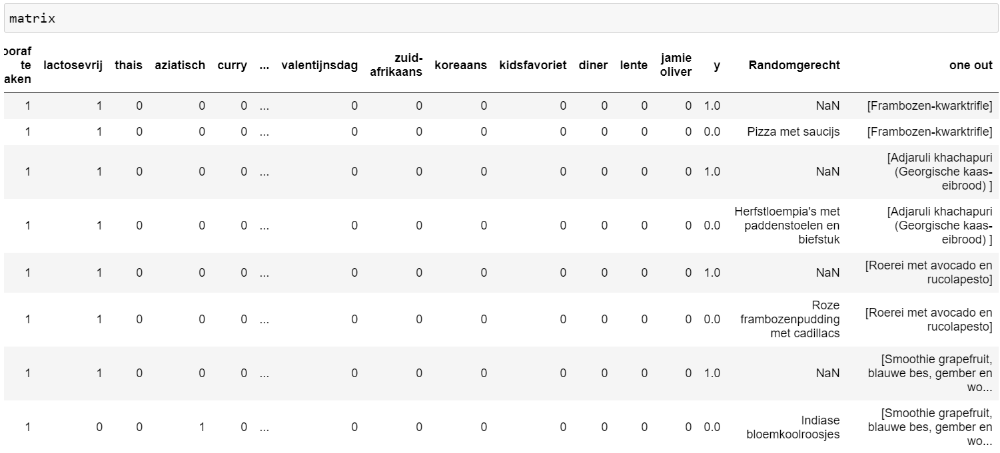 matrix
ooraf te aken lactosevrij thais aziatisch curry ... valentijnsdag zuid-afrikaans koreaans kidsfavoriet diner lente jamie oliver y Randomgerecht one out
1 1 0 0 0 ... 0 0 0 0 0 0 0 1.0 NaN [Frambozen-kwarktrifle]
1 1 0 0 0 ... 0 0 0 0 0 0 0 0.0 Pizza met saucijs [Frambozen-kwarktrifle]
1 1 0 0 0 ... 0 0 0 0 0 0 0 1.0 NaN [Adjaruli khachapuri (Georgische kaas-eibrood) ]
1 1 0 0 0 ... 0 0 0 0 0 0 0 0.0 Herfstloempia's met paddenstoelen en biefstuk [Adjaruli khachapuri (Georgische kaas-eibrood) ]
1 1 0 0 0 ... 0 0 0 0 0 0 0 1.0 NaN [Roerei met avocado en rucolapesto]
1 1 0 0 0 ... 0 0 0 0 0 0 0 0.0 Roze frambozenpudding met cadillacs [Roerei met avocado en rucolapesto]
1 1 0 0 0 ... 0 0 0 0 0 0 0 1.0 NaN [Smoothie grapefruit, blauwe bes, gember en wo...
1 0 0 1 0 ... 0 0 0 0 0 0 0 0.0 Indiase bloemkoolroosjes [Smoothie grapefruit, blauwe bes, gember en wo...